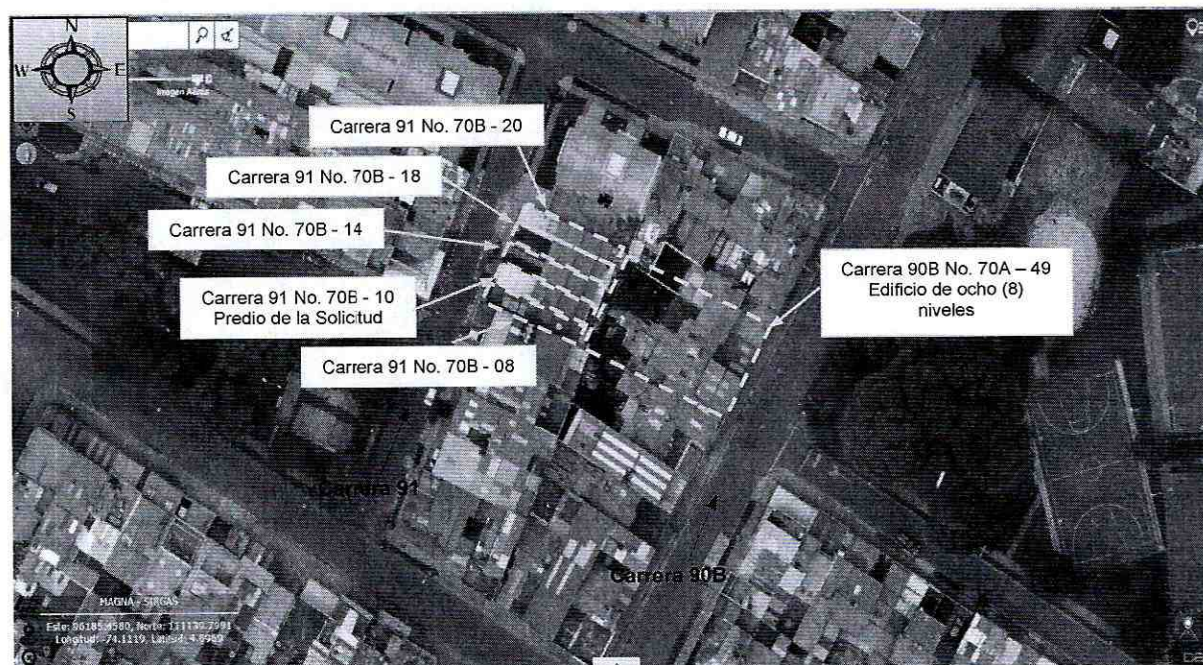 N
W E
S
Imagen Aérea
Carrera 91 No. 70B - 20
Carrera 91 No. 70B - 18
Carrera 91 No. 70B - 14
Carrera 91 No. 70B - 10
Predio de la Solicitud
Carrera 91 No. 70B - 08
Carrera 90B No. 70A – 49
Edificio de ocho (8)
niveles
Carrera 91
Carrera 90B
MAGNA - SIRGAS